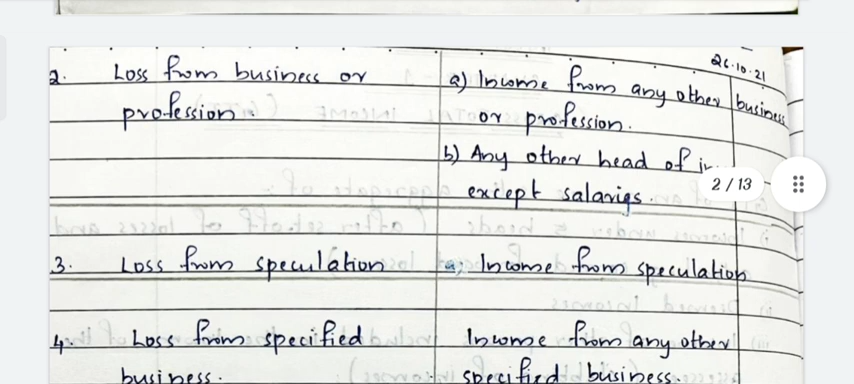 26.10.21
2. Loss from business or a) Income from any other business
profession. or profession.
b) Any other head of
except salaries.
2 / 13
3. Loss from speculation a) Income from speculation
4. Loss from specified Income from any other
business. specified business.